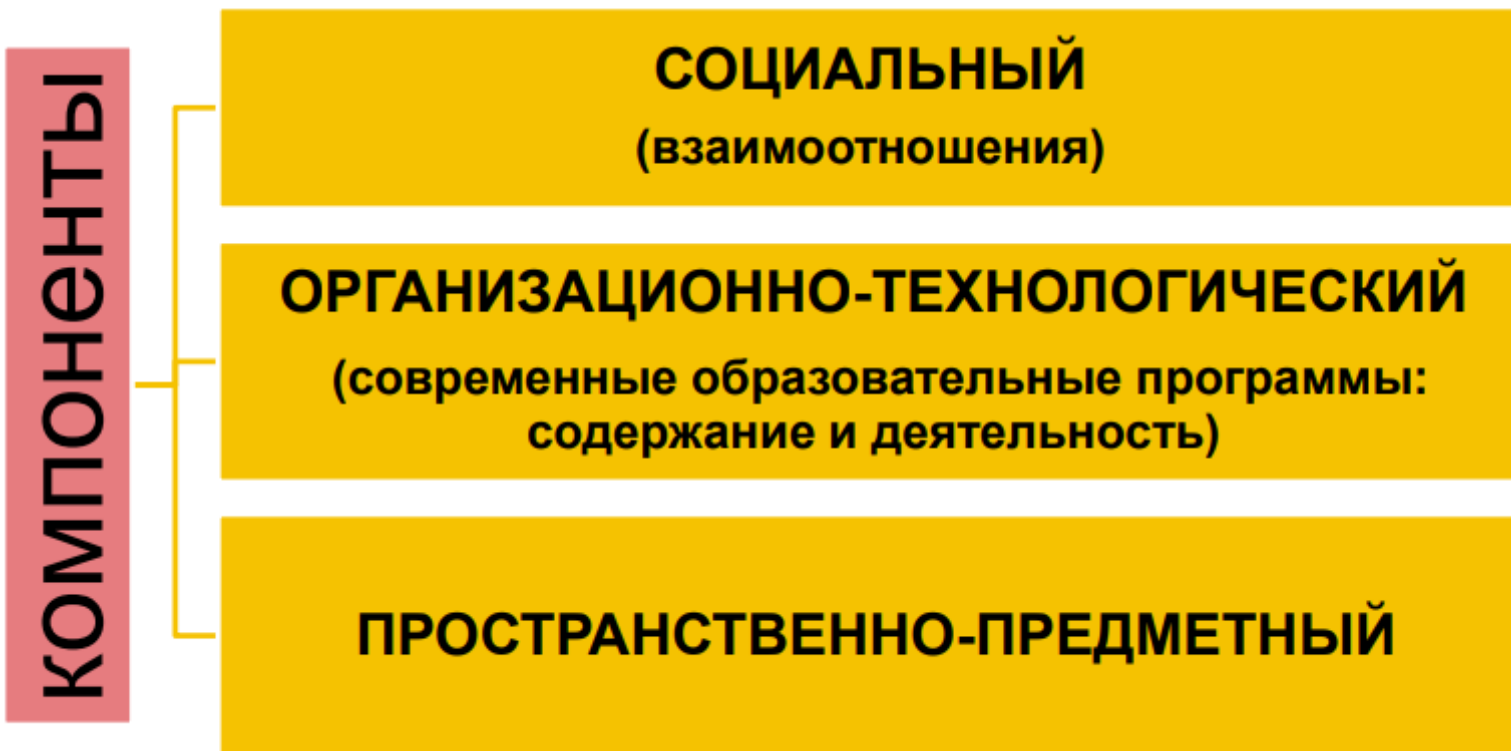 компоненты
СОЦИАЛЬНЫЙ
(взаимоотношения)
ОРГАНИЗАЦИОННО-ТЕХНОЛОГИЧЕСКИЙ
(современные образовательные программы:
содержание и деятельность)
ПРОСТРАНСТВЕННО-ПРЕДМЕТНЫЙ